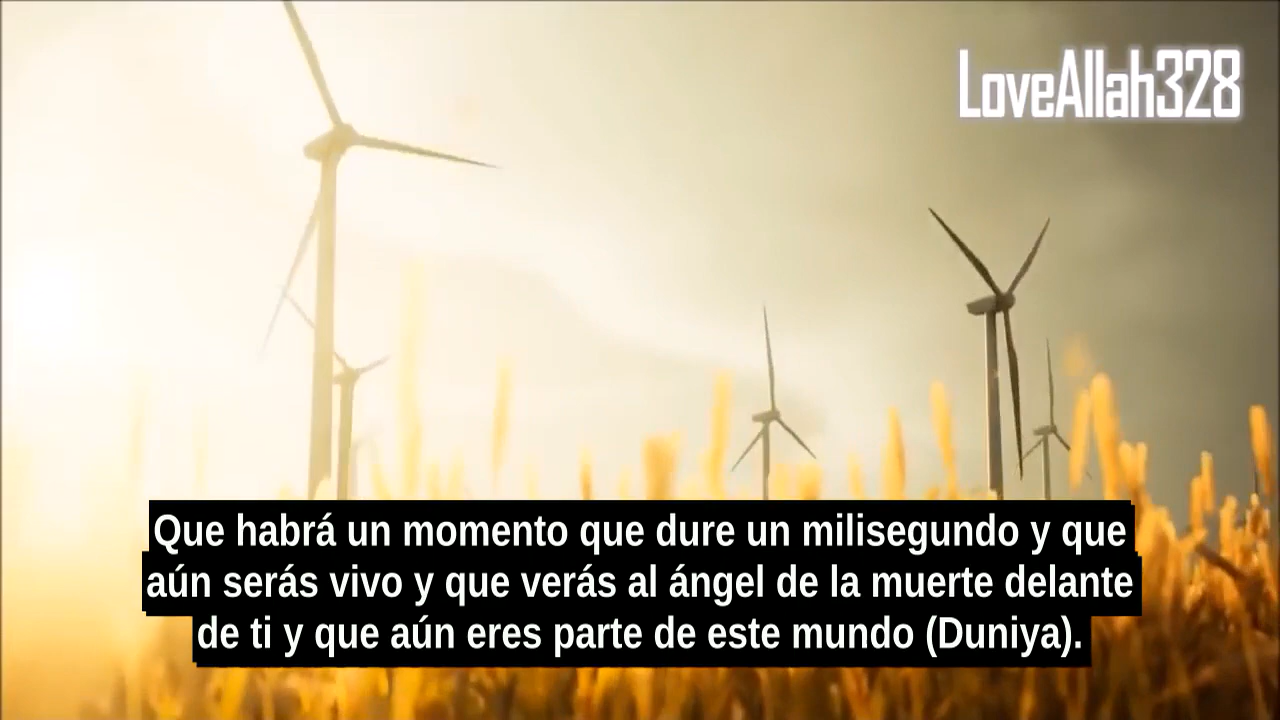 LoveAllah328
Que habrá un momento que dure un milisegundo y que
aún serás vivo y que verás al ángel de la muerte delante
de ti y que aún eres parte de este mundo (Duniya).